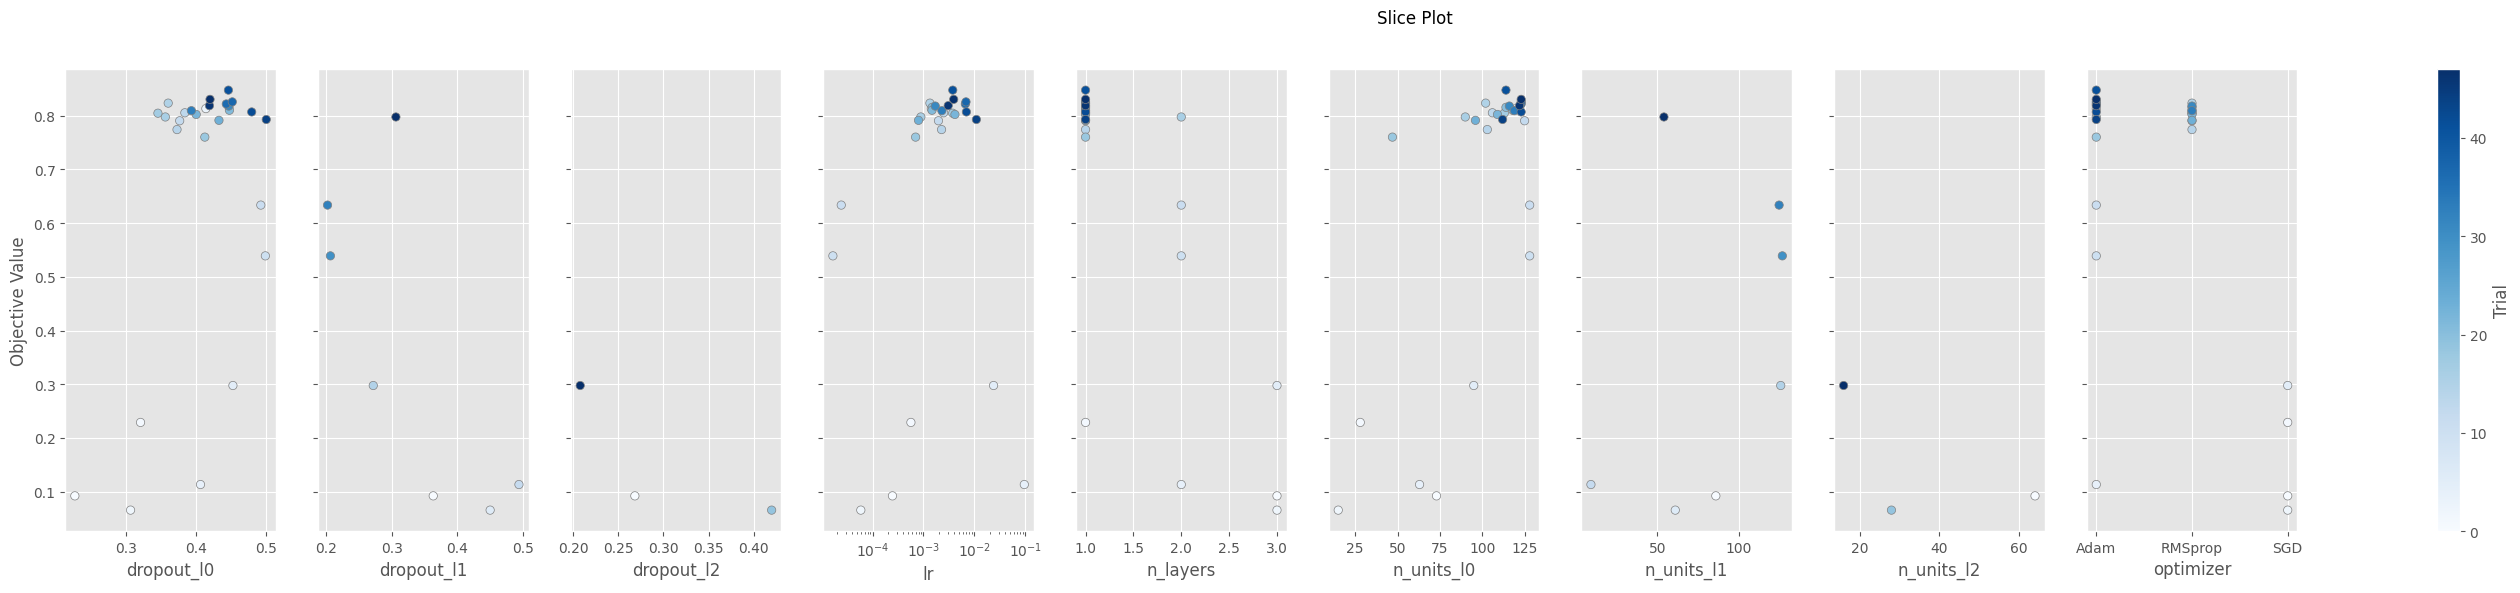 Slice Plot
Objective Value
0.8
0.7
0.6
0.5
0.4
0.3
0.2
0.1
0.3 0.4 0.5
dropout_l0
0.2 0.3 0.4 0.5
dropout_l1
0.20 0.25 0.30 0.35 0.40
dropout_l2
10⁻⁴ 10⁻³ 10⁻² 10⁻¹
lr
1.0 1.5 2.0 2.5 3.0
n_layers
25 50 75 100 125
n_units_l0
50 100
n_units_l1
20 40 60
n_units_l2
Adam RMSprop SGD
optimizer
40
30
20
10
0
Trial